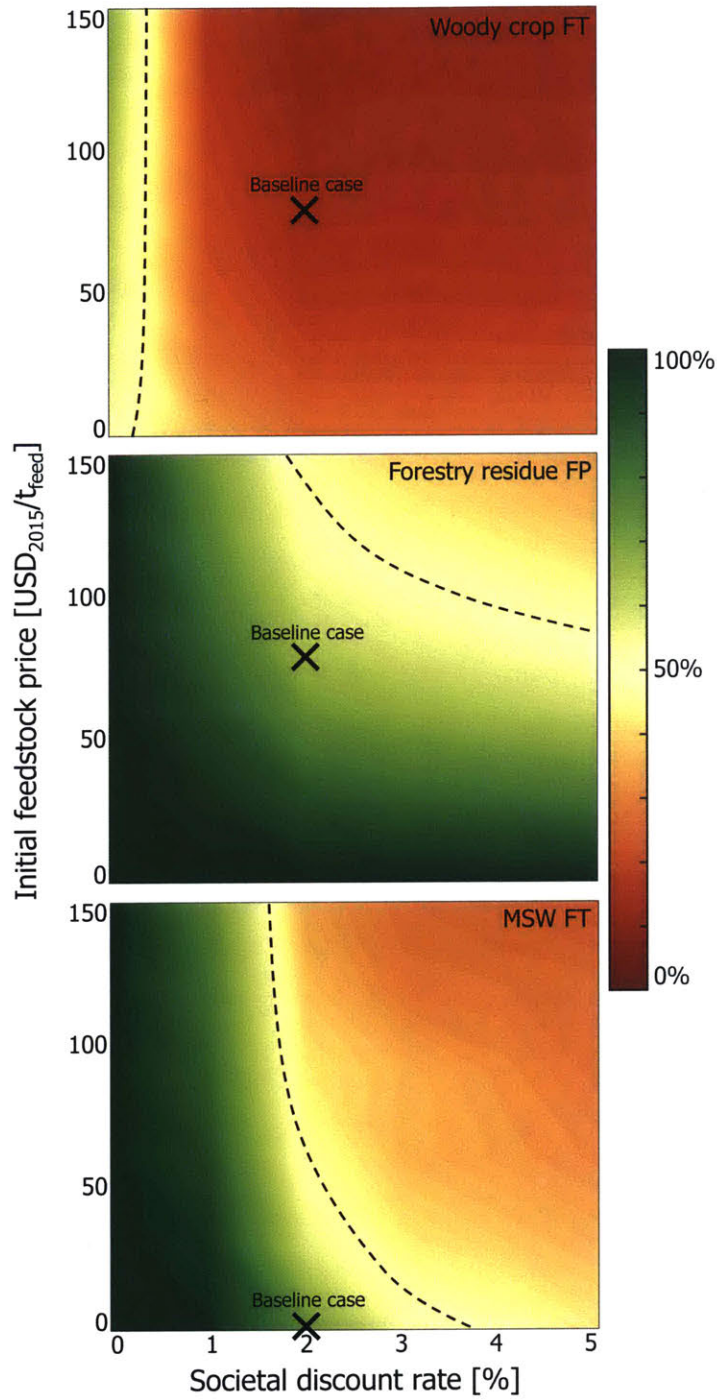 150
Woody crop FT
100
Baseline case
50
0
100%
50%
0%
150
Forestry residue FP
100
Baseline case
50
0
150
MSW FT
100
50
Baseline case
0
0 1 2 3 4 5
Societal discount rate [%]
Initial feedstock price [USD2015/tfeed]